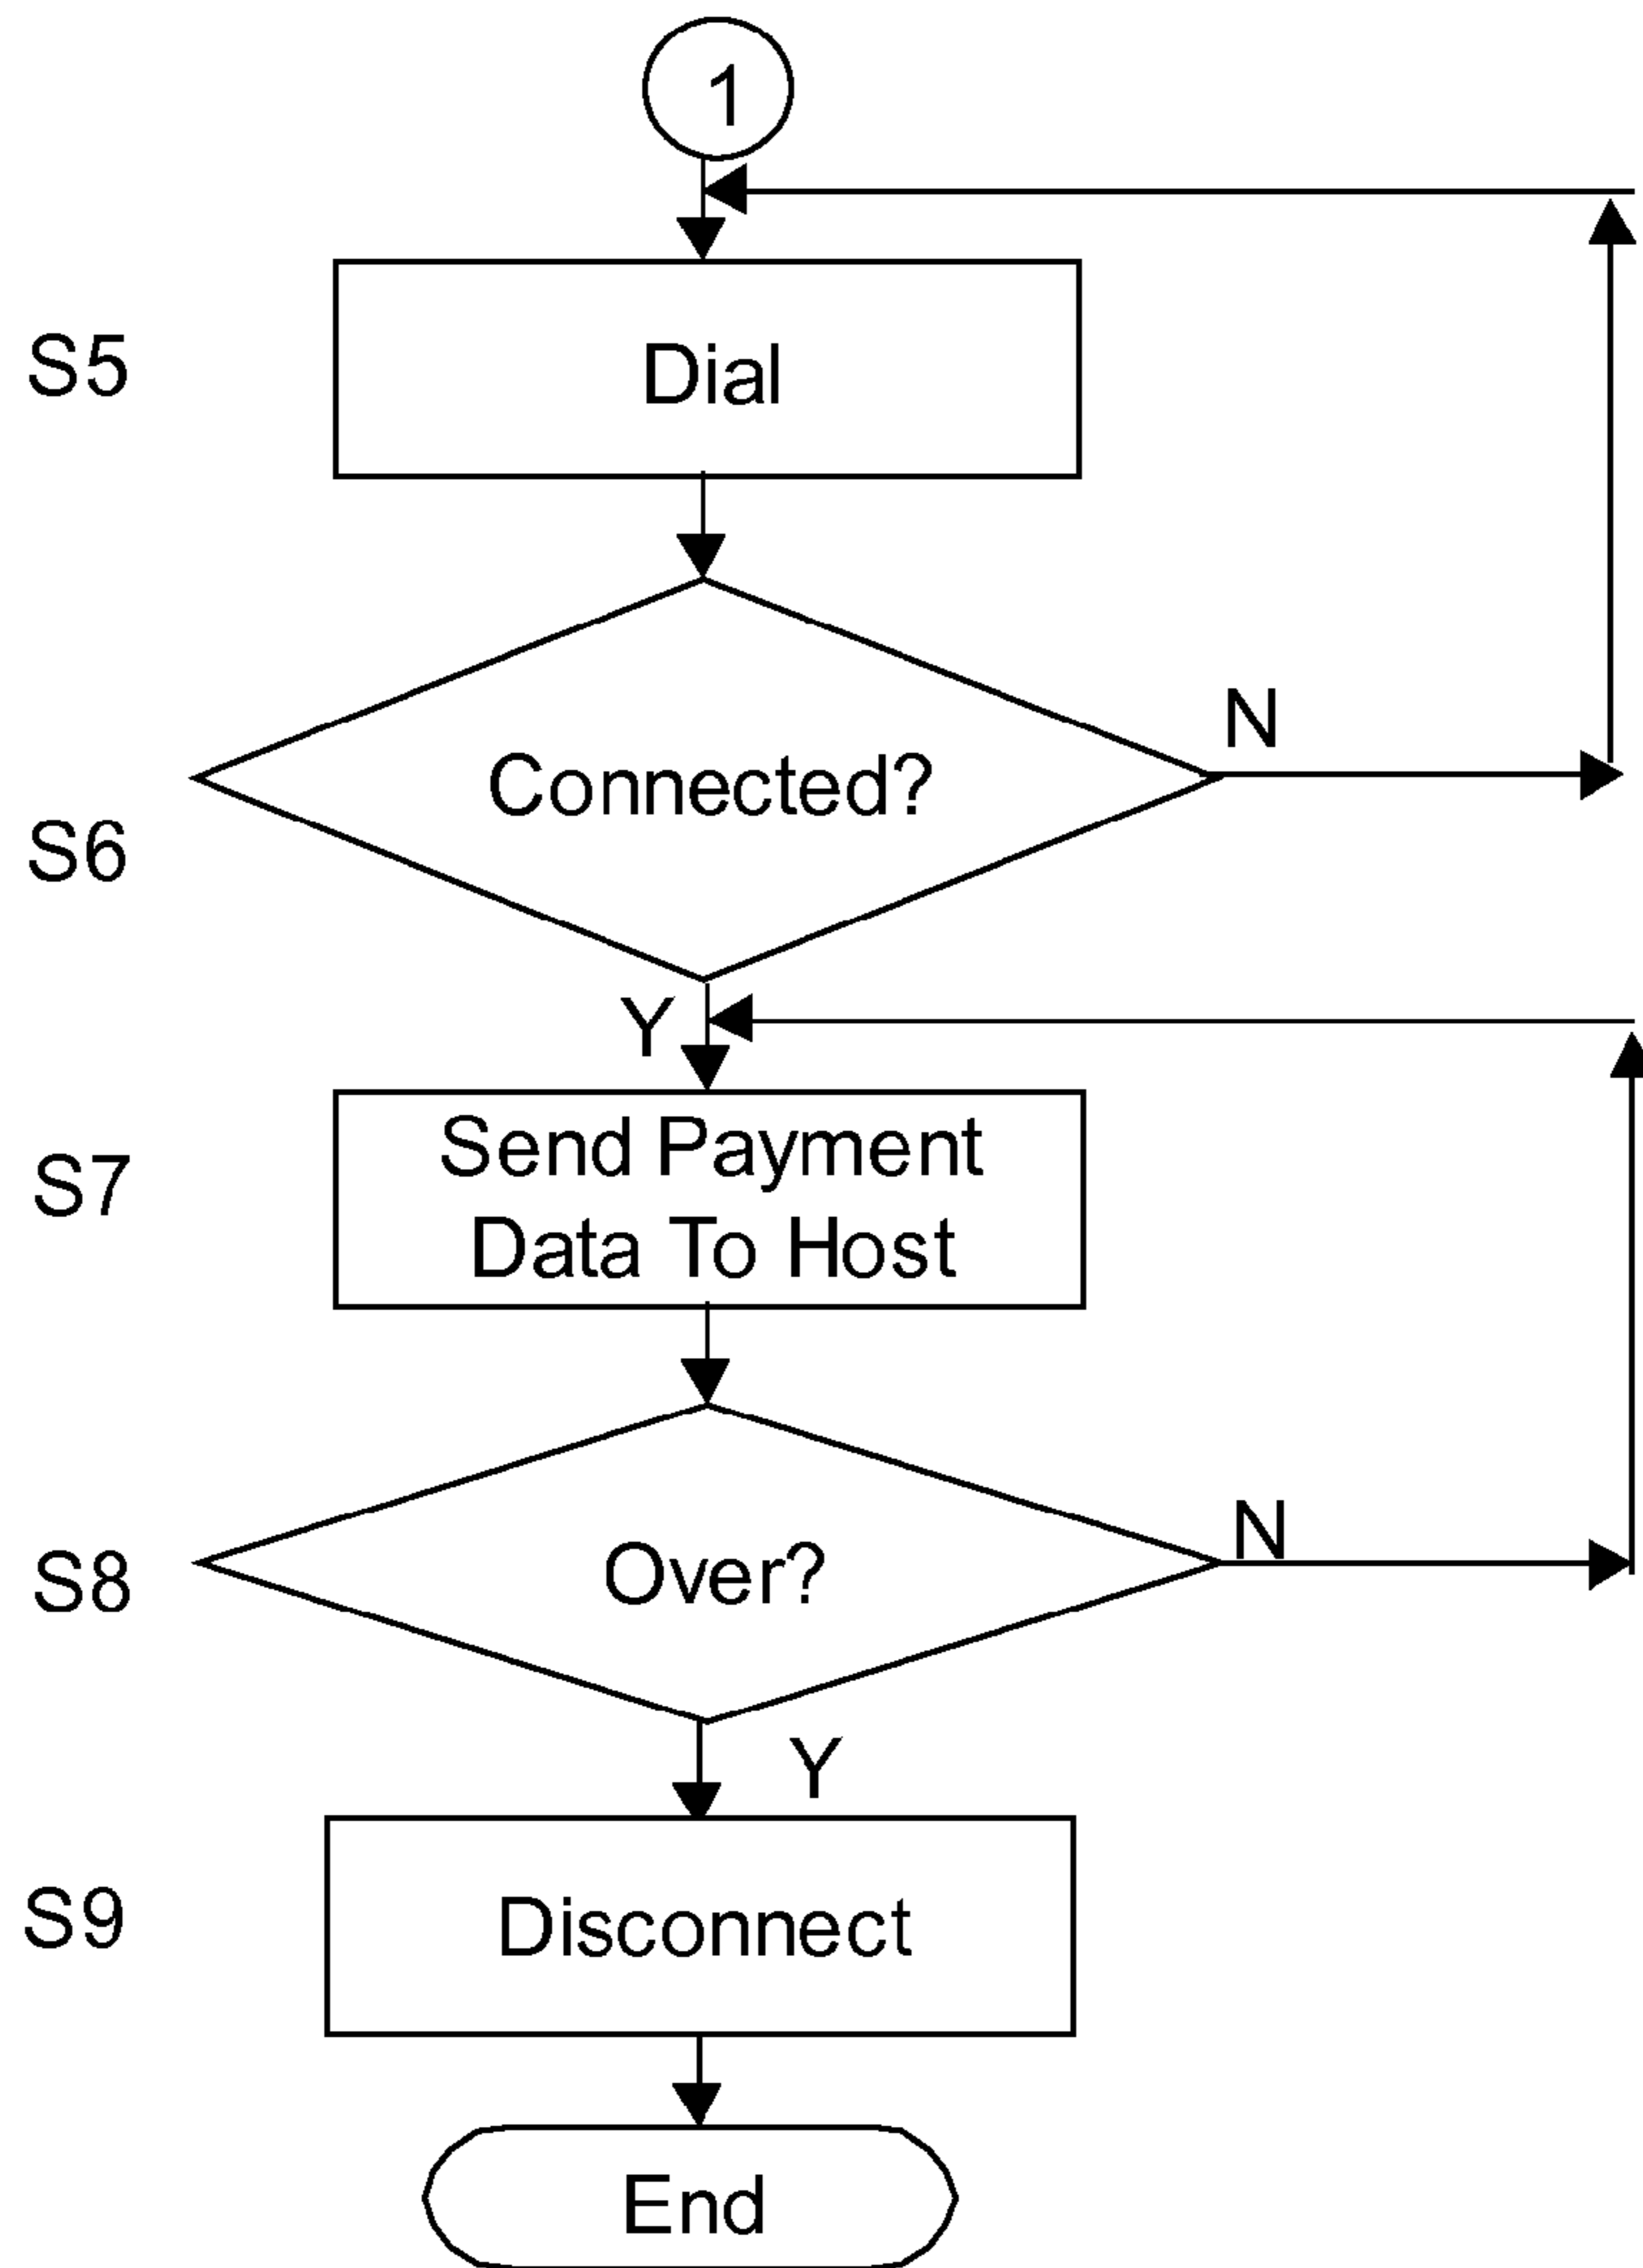 1
S5
Dial
N
Connected?
S6
Y
Send Payment
S7
Data To Host
N
Over?
S8
Y
S9
Disconnect
End